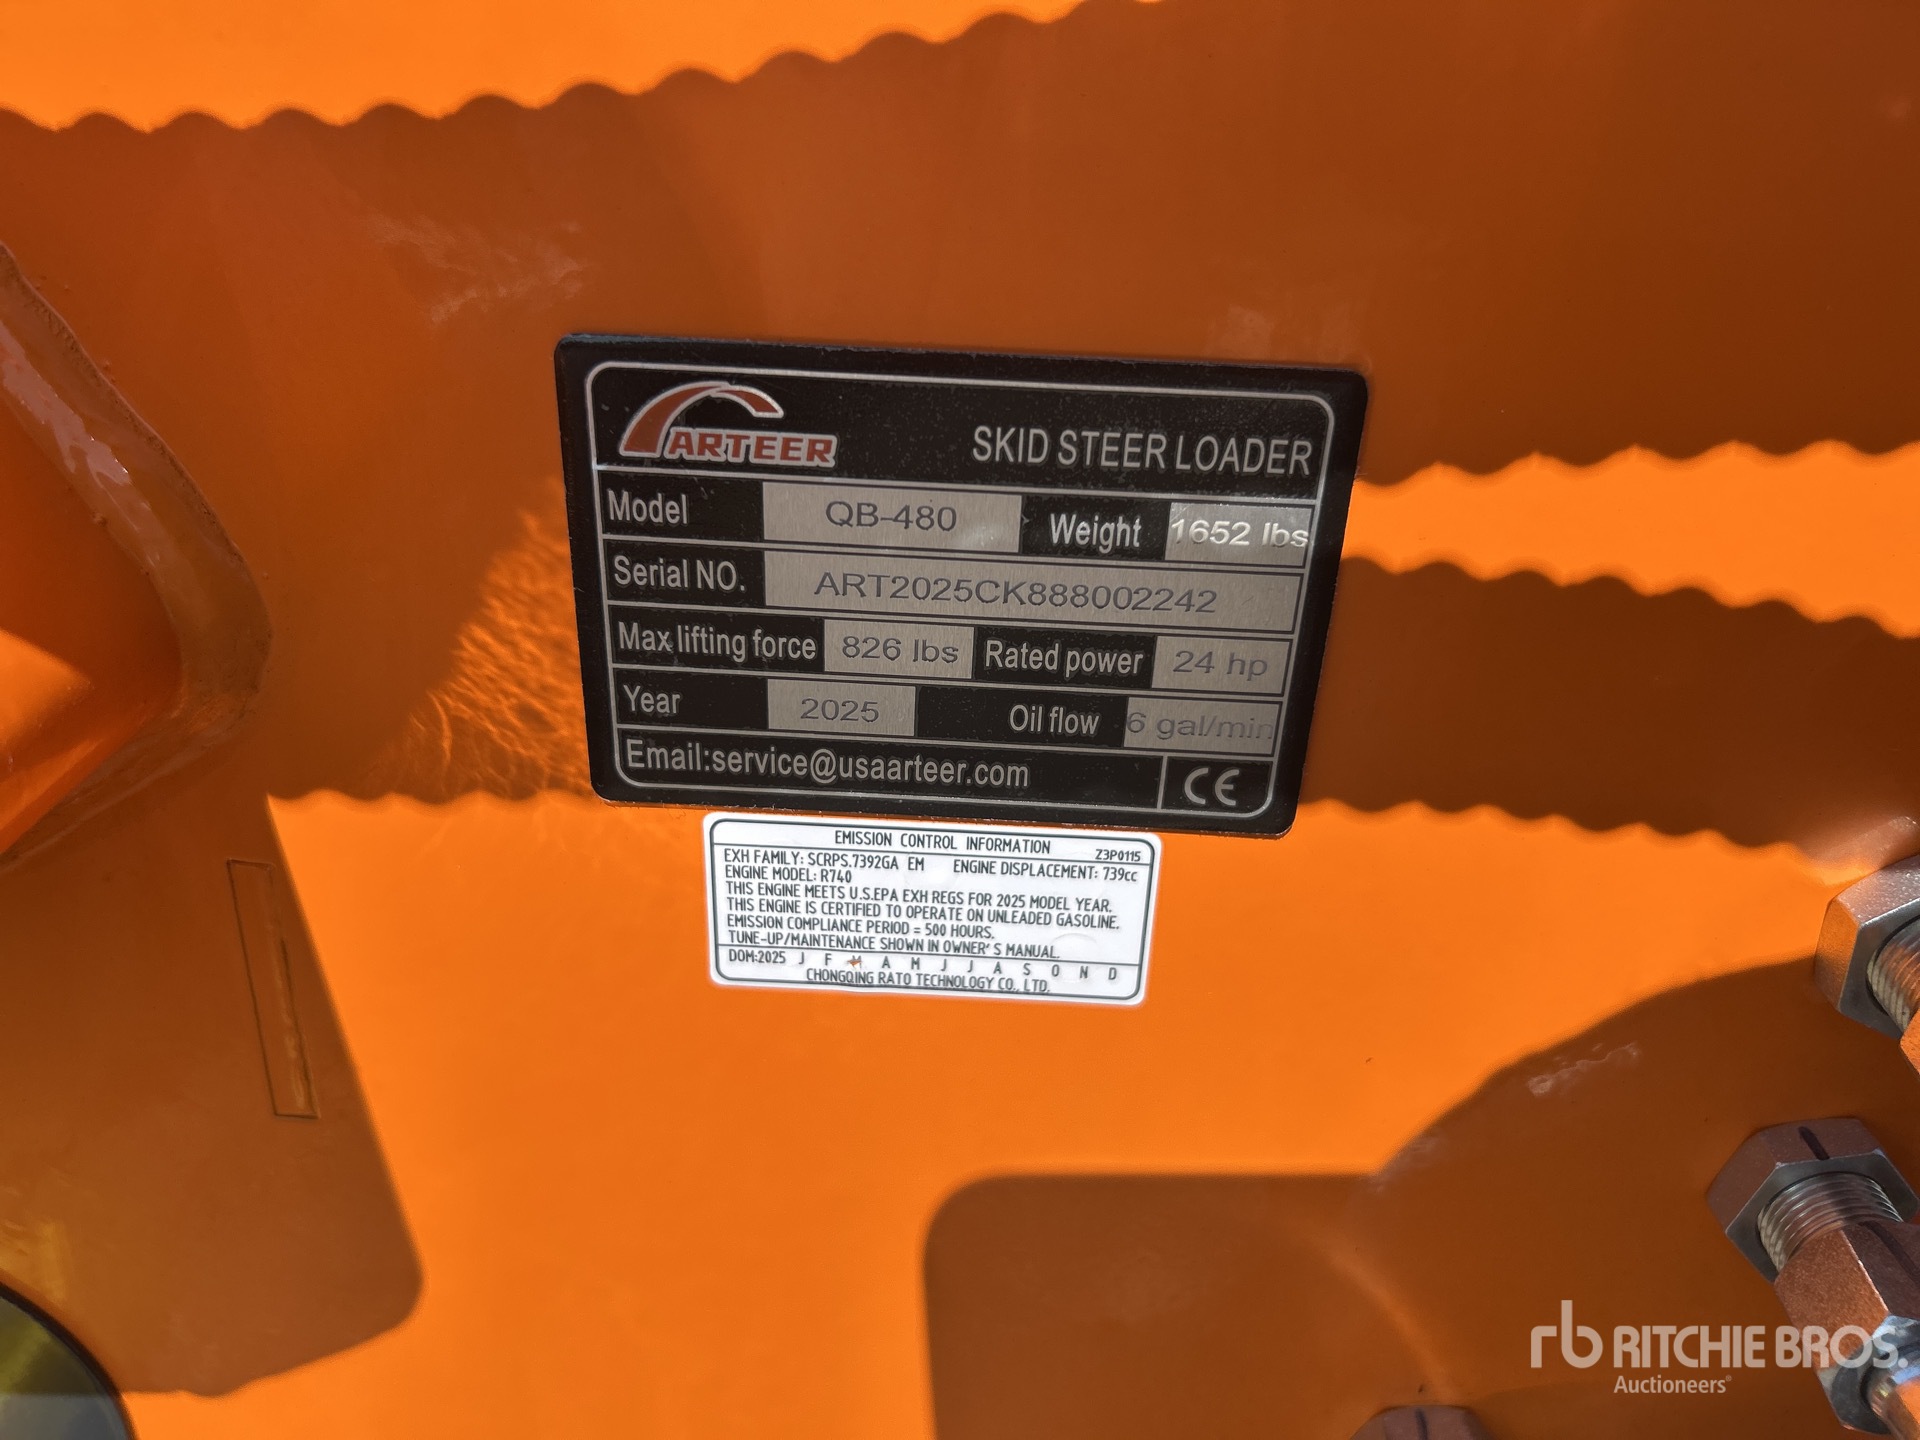 ARTEER SKID STEER LOADER
Model QB-480 Weight 1652 lbs
Serial NO. ART2025CK888002242
Max lifting force 826 lbs Rated power 24 hp
Year 2025 Oil flow 6 gal/min
Email:service@usaarteer.com CE
EMISSION CONTROL INFORMATION Z3P0115
EXH FAMILY: SCRPS.7392GA EM ENGINE DISPLACEMENT: 739cc
ENGINE MODEL: R740
THIS ENGINE MEETS U.S.EPA EXH REGS FOR 2025 MODEL YEAR.
THIS ENGINE IS CERTIFIED TO OPERATE ON UNLEADED GASOLINE.
EMISSION COMPLIANCE PERIOD = 500 HOURS.
TUNE-UP/MAINTENANCE SHOWN IN OWNER'S MANUAL.
DOM:2025 J F M A M J J A S O N D
CHONGQING RATO TECHNOLOGY CO., LTD.
rb RITCHIE BROS.
Auctioneers